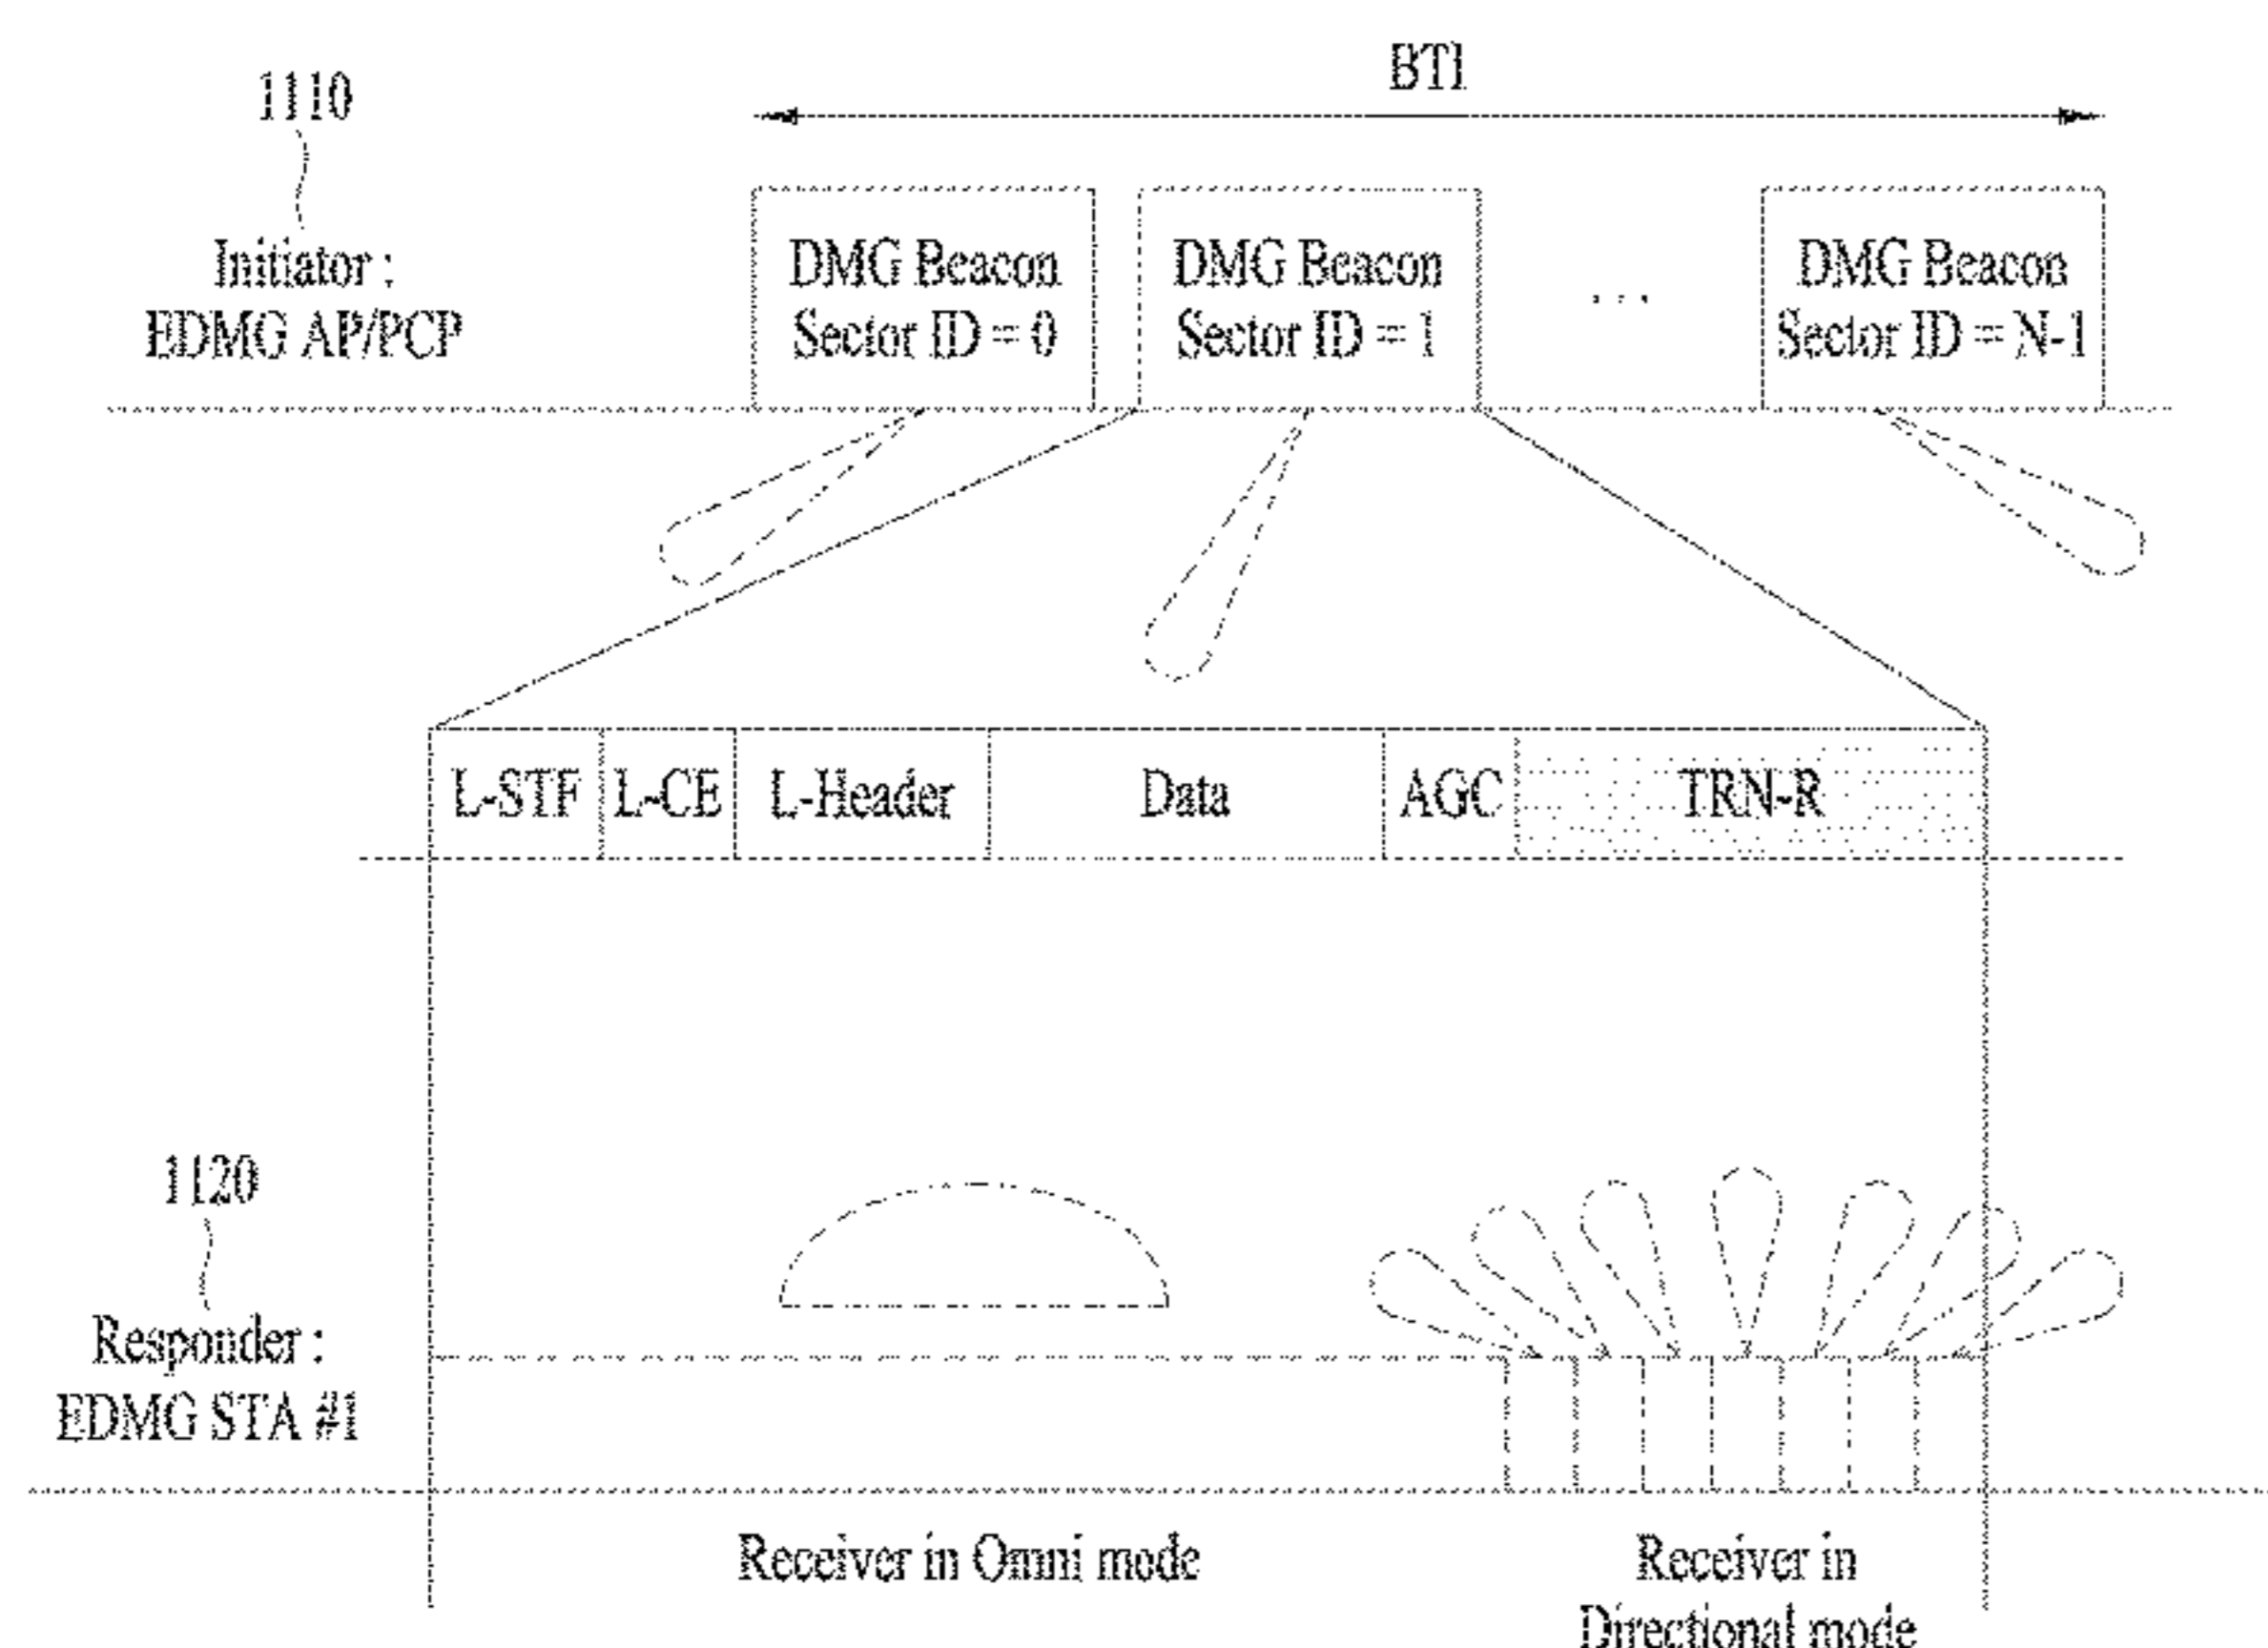 BTI
1110
Initiator :
EDMG AP/PCP
DMG Beacon
Sector ID = 0
DMG Beacon
Sector ID = 1
. . .
DMG Beacon
Sector ID = N-1
L-STF
L-CE
L-Header
Data
AGC
TRN-R
1120
Responder :
EDMG STA #1
Receiver in Omni mode
Receiver in
Directional mode